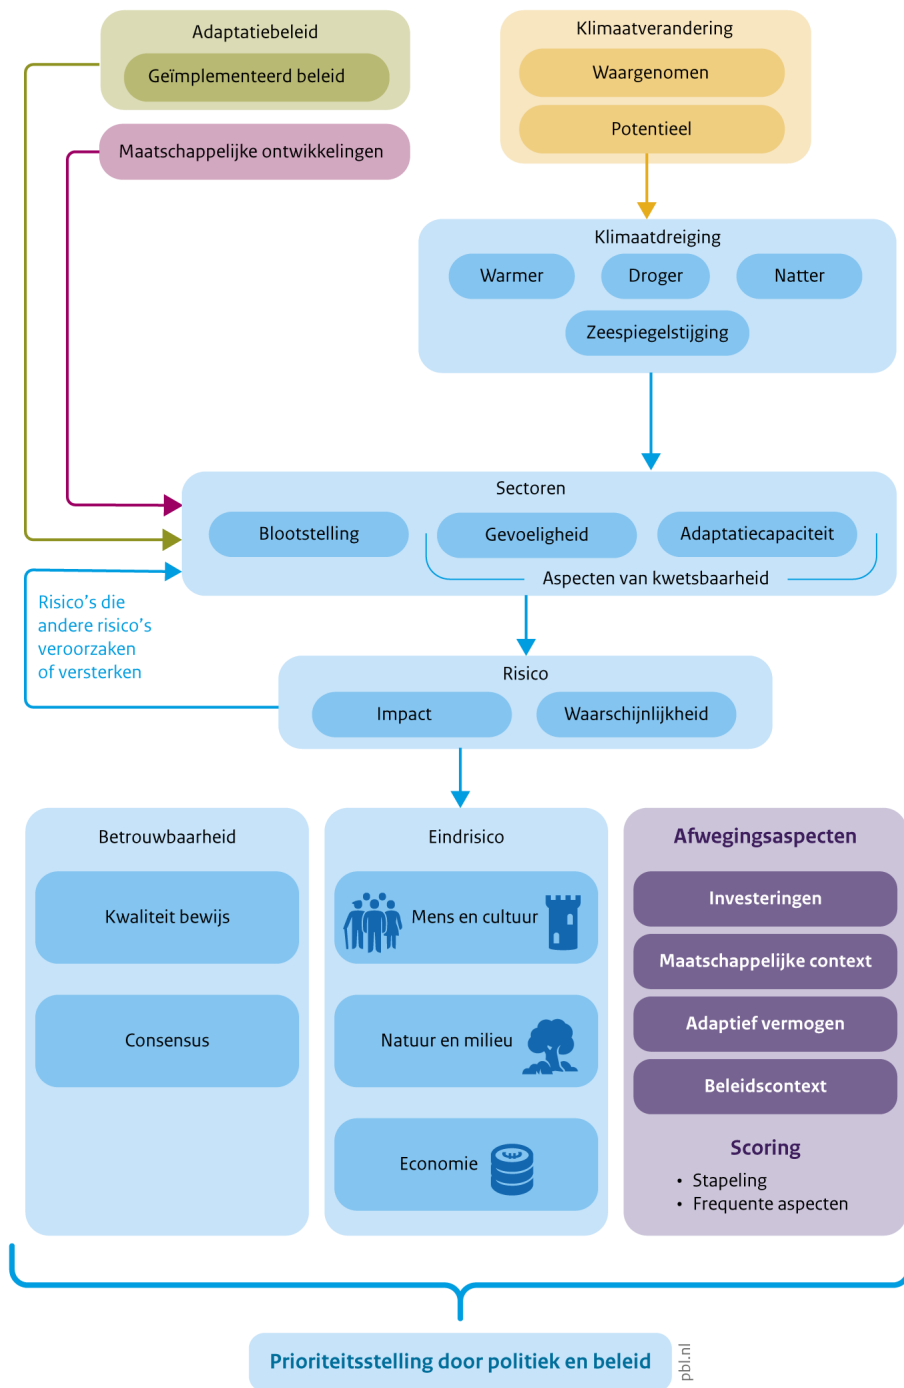 Adaptatiebeleid
Geïmplementeerd beleid
Maatschappelijke ontwikkelingen
Klimaatverandering
Waargenomen
Potentieel
Klimaatdreiging
Warmer
Droger
Natter
Zeespiegelstijging
Sectoren
Blootstelling
Gevoeligheid
Adaptatiecapaciteit
Aspecten van kwetsbaarheid
Risico's die
andere risico's
veroorzaken
of versterken
Risico
Impact
Waarschijnlijkheid
Betrouwbaarheid
Kwaliteit bewijs
Consensus
Eindrisico
Mens en cultuur
Natuur en milieu
Economie
Afwegingsaspecten
Investeringen
Maatschappelijke context
Adaptief vermogen
Beleidscontext
Scoring
• Stapeling
• Frequente aspecten
Prioriteitsstelling door politiek en beleid
pbl.nl